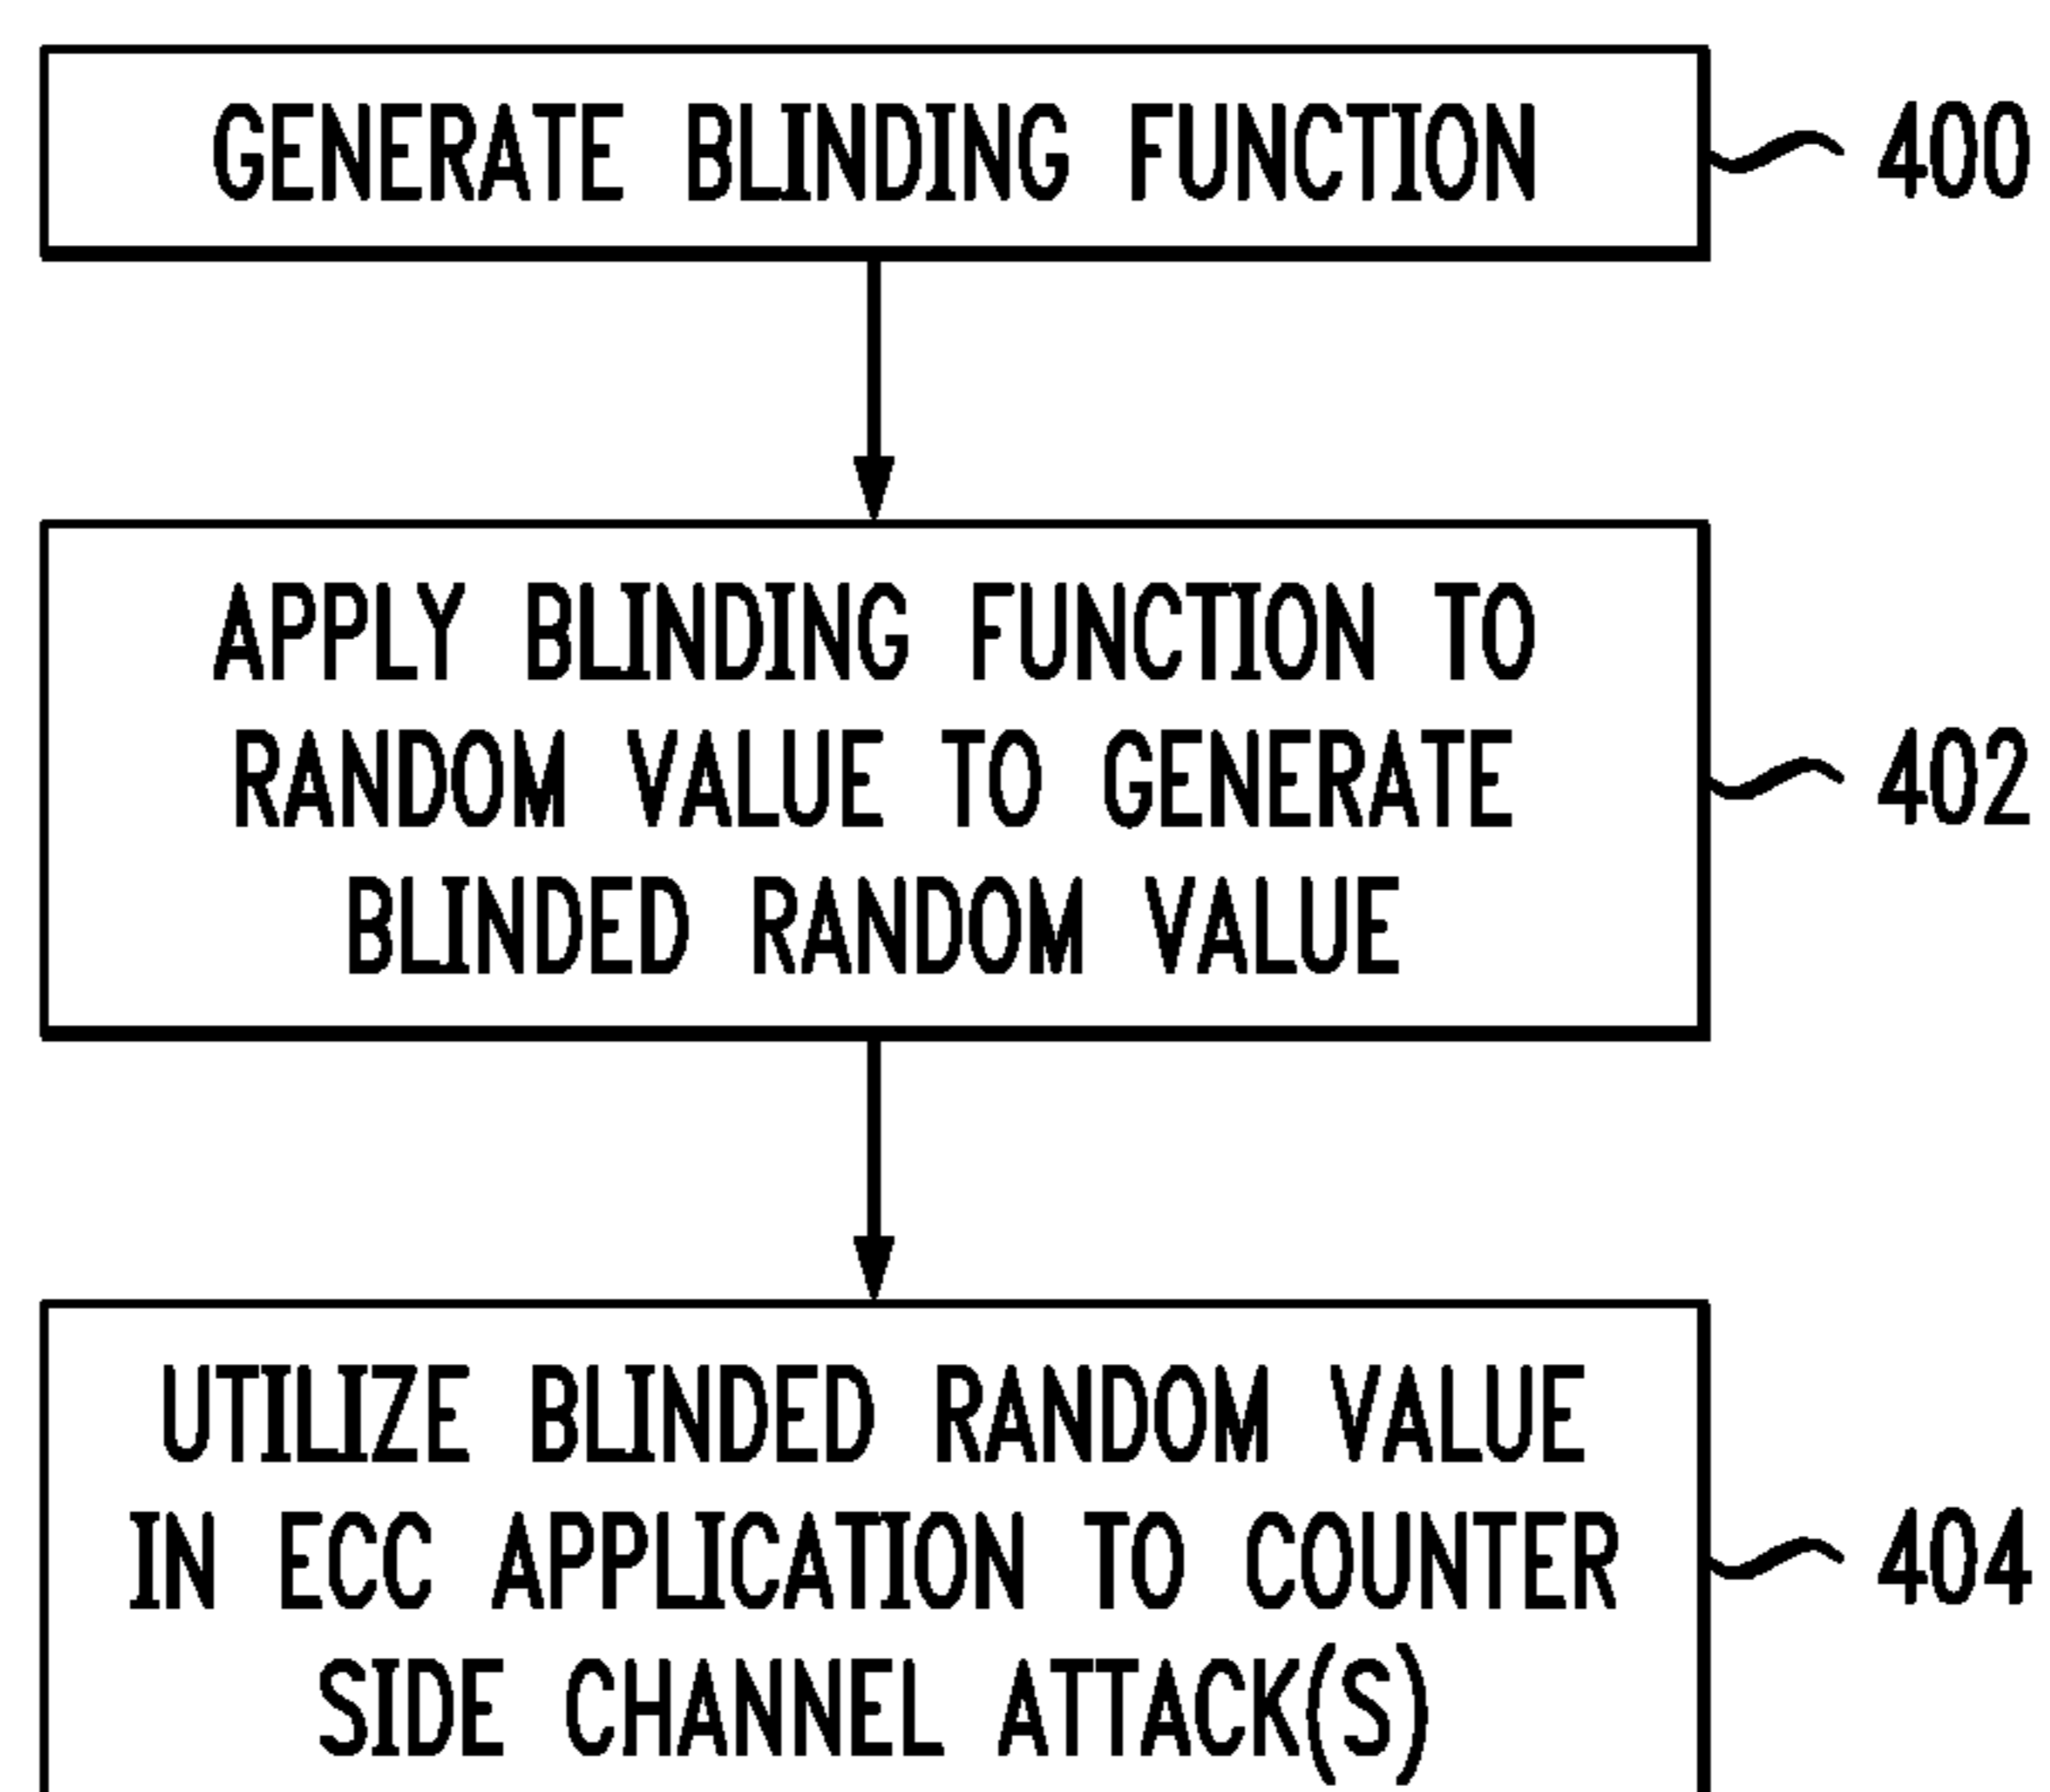 GENERATE BLINDING FUNCTION
400
APPLY BLINDING FUNCTION TO
RANDOM VALUE TO GENERATE
BLINDED RANDOM VALUE
402
UTILIZE BLINDED RANDOM VALUE
IN ECC APPLICATION TO COUNTER
SIDE CHANNEL ATTACK(S)
404